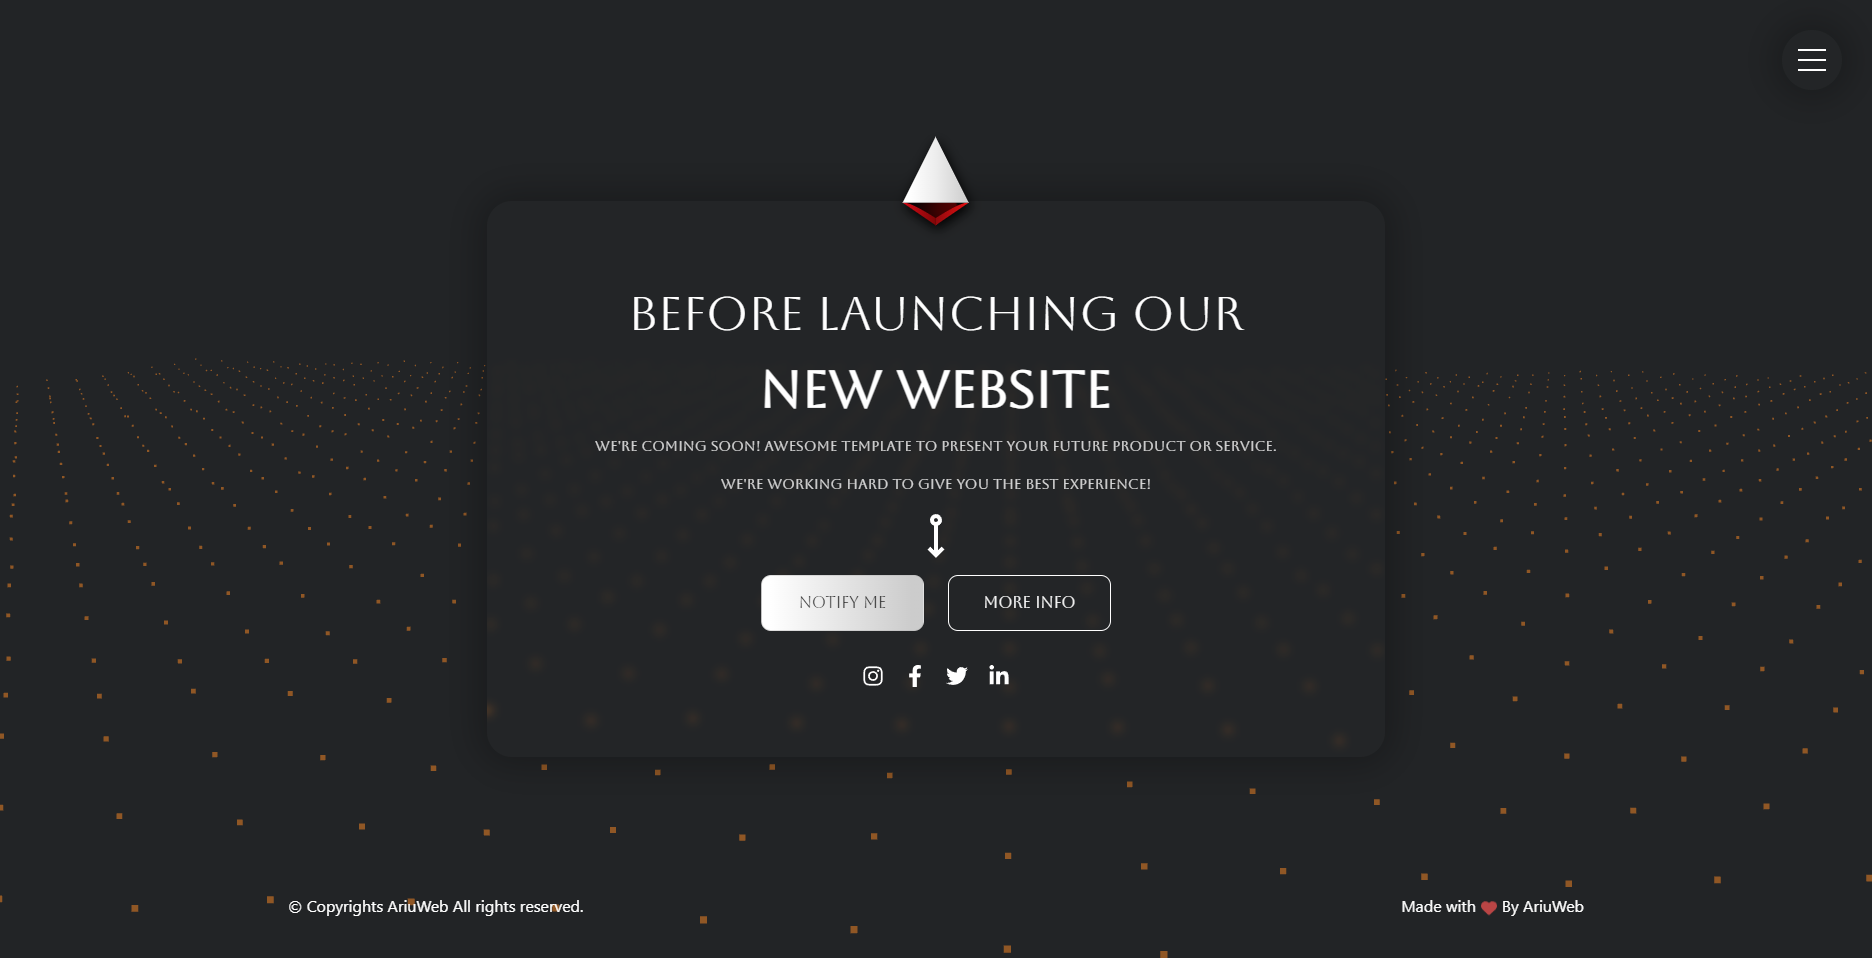 BEFORE LAUNCHING OUR
NEW WEBSITE
WE'RE COMING SOON! AWESOME TEMPLATE TO PRESENT YOUR FUTURE PRODUCT OR SERVICE.
WE'RE WORKING HARD TO GIVE YOU THE BEST EXPERIENCE!
NOTIFY ME
MORE INFO
© Copyrights AriuWeb All rights reserved.
Made with ❤ By AriuWeb